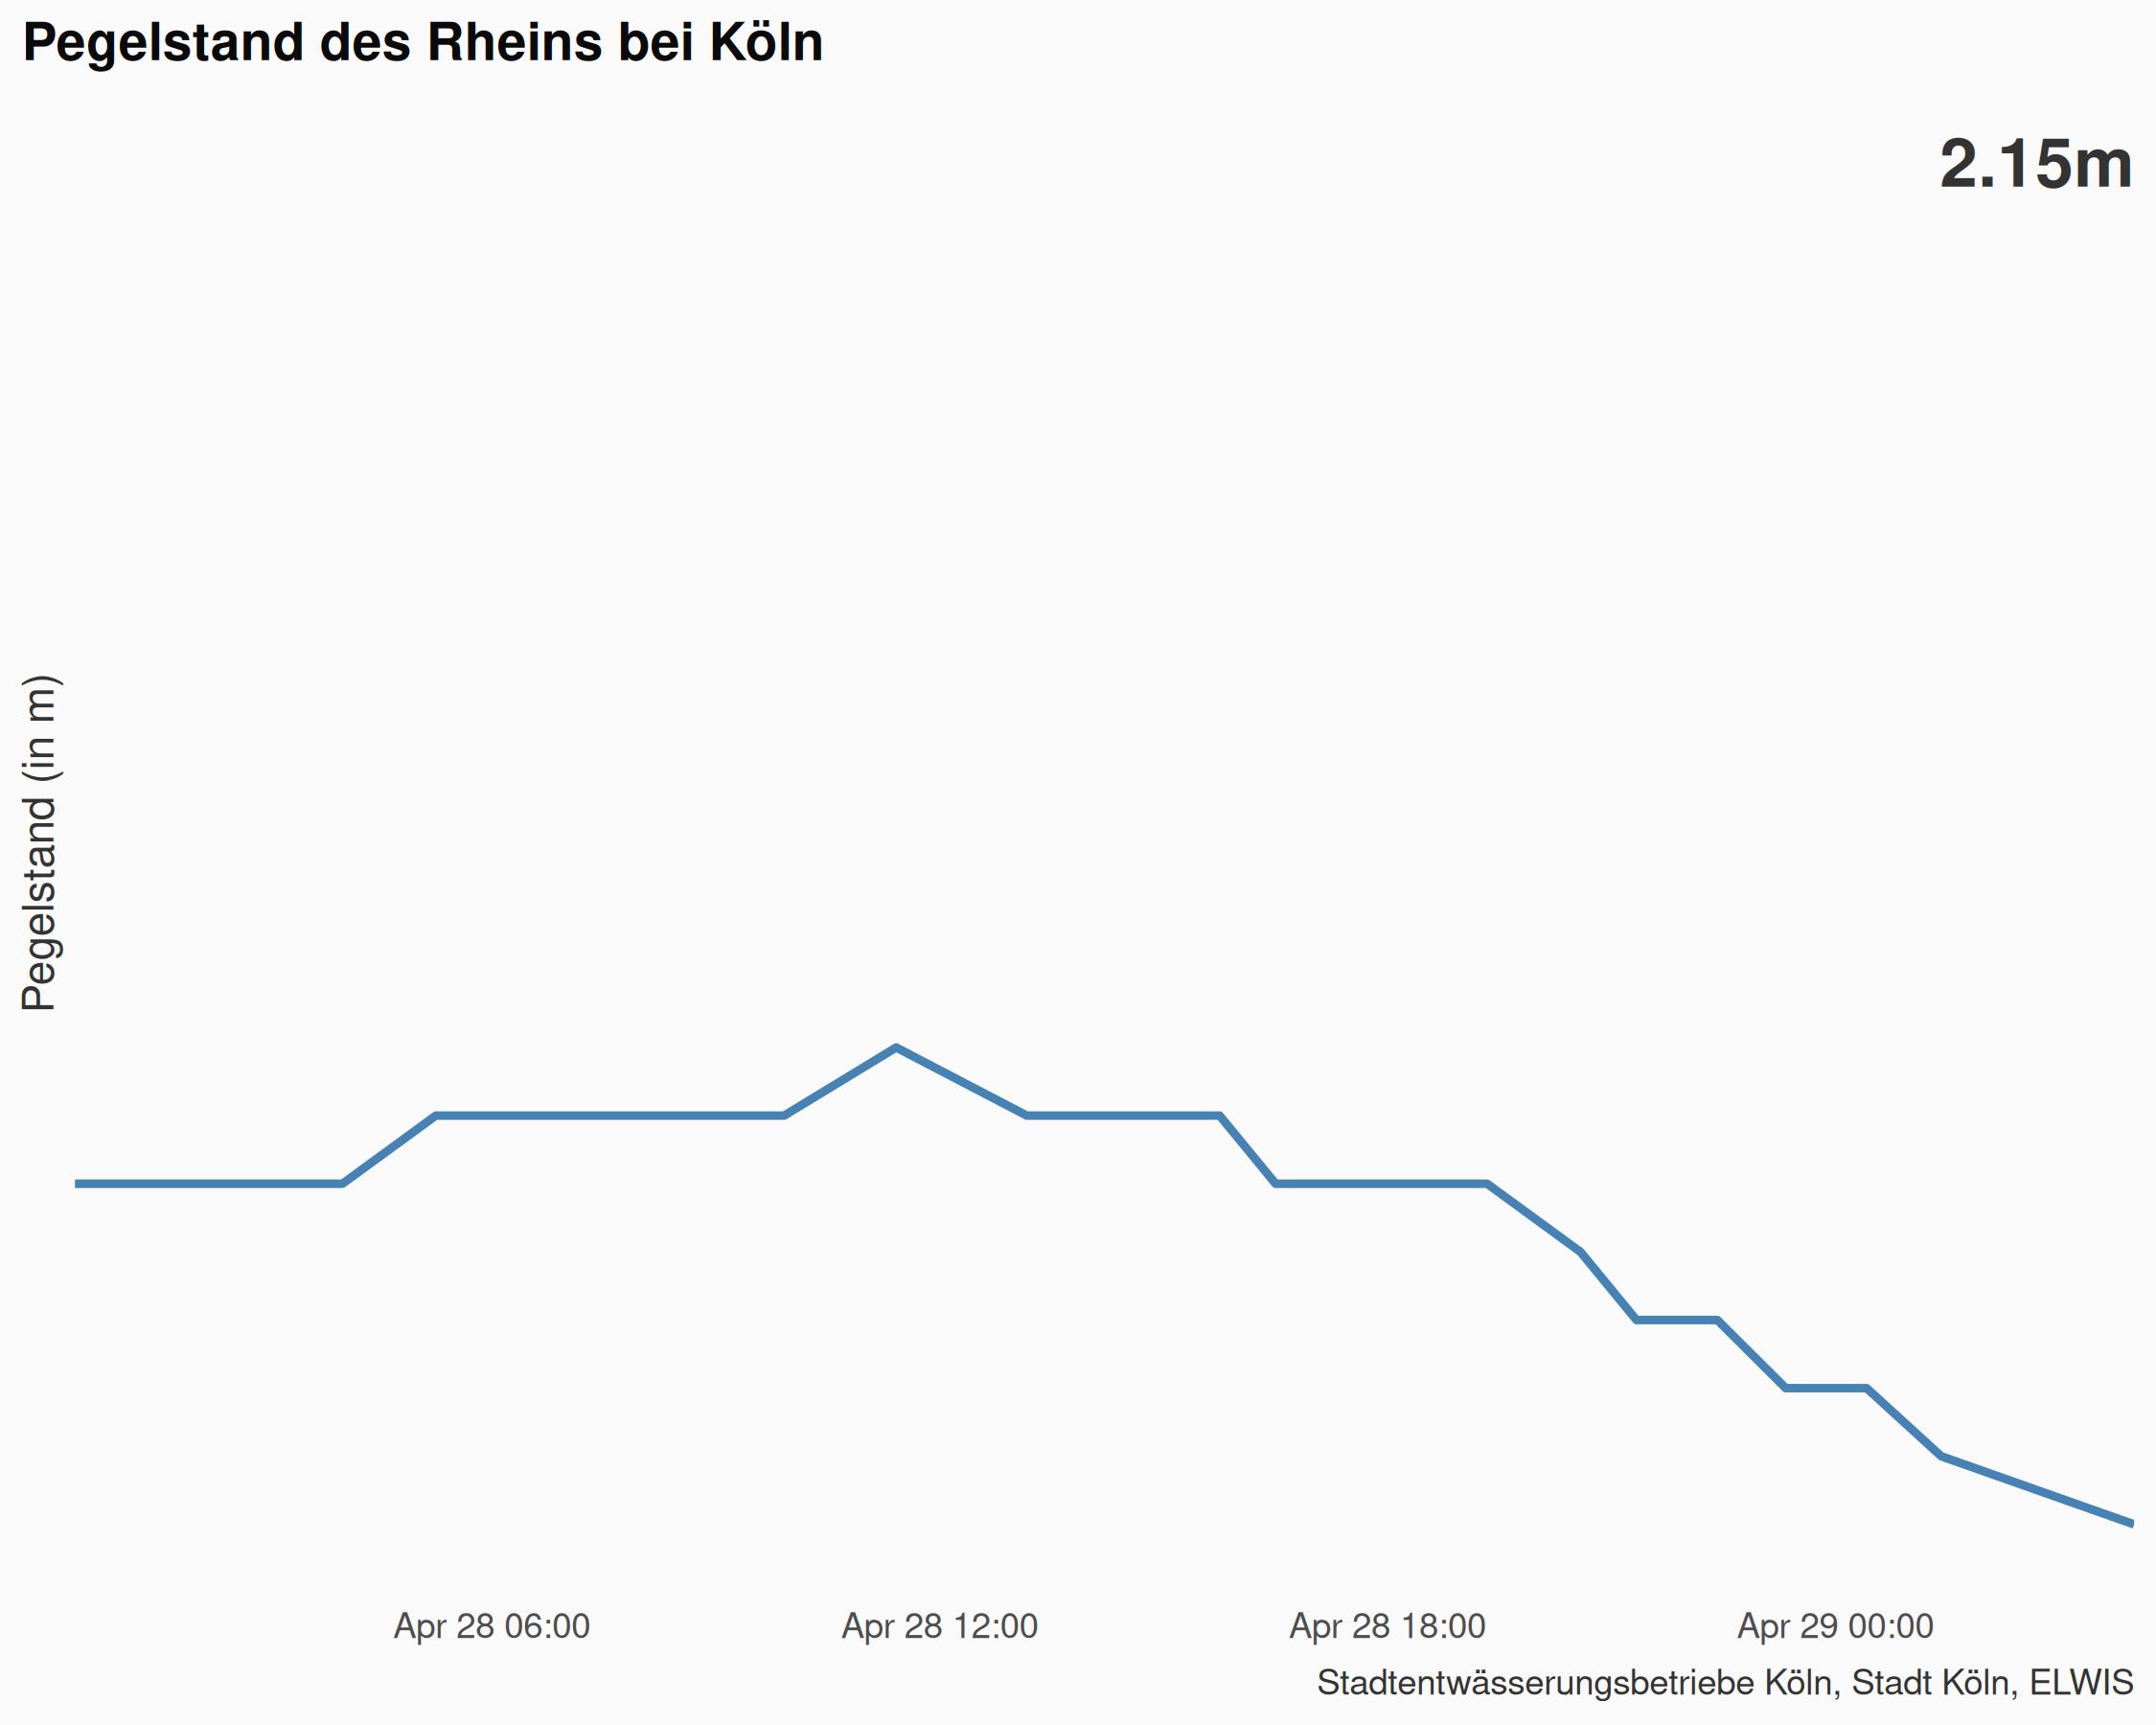 Pegelstand des Rheins bei Köln
2.15m
Pegelstand (in m)
Apr 28 06:00
Apr 28 12:00
Apr 28 18:00
Apr 29 00:00
Stadtentwässerungsbetriebe Köln, Stadt Köln, ELWIS